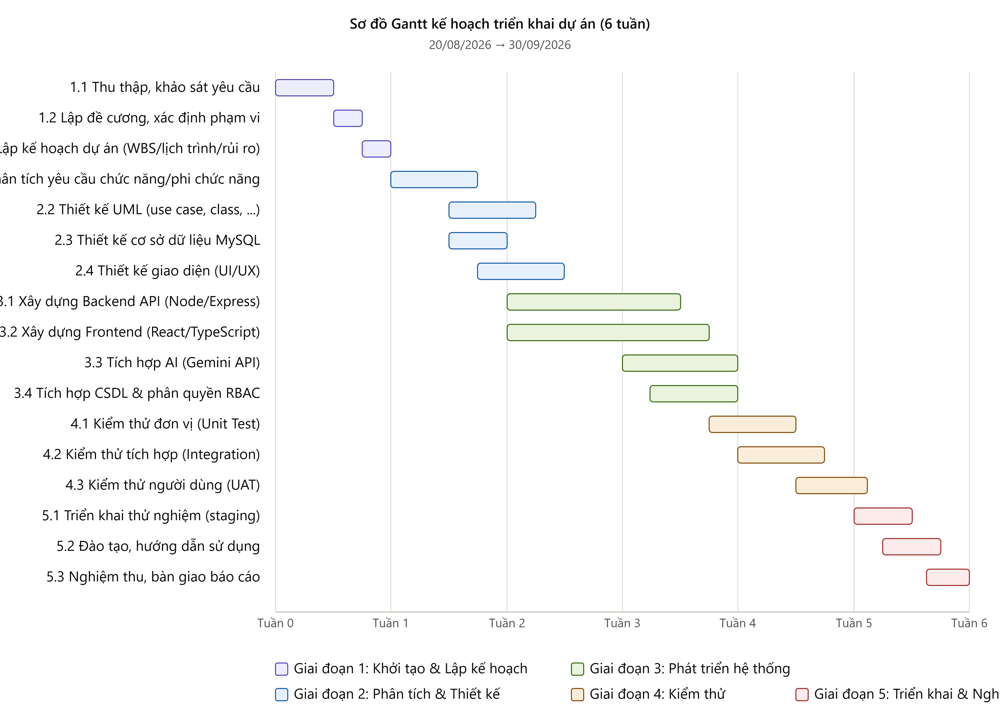 Sơ đồ Gantt kế hoạch triển khai dự án (6 tuần)
20/08/2026 → 30/09/2026
1.1 Thu thập, khảo sát yêu cầu
1.2 Lập đề cương, xác định phạm vi
Lập kế hoạch dự án (WBS/lịch trình/rủi ro)
tích yêu cầu chức năng/phi chức năng
2.2 Thiết kế UML (use case, class, ...)
2.3 Thiết kế cơ sở dữ liệu MySQL
2.4 Thiết kế giao diện (UI/UX)
3.1 Xây dựng Backend API (Node/Express)
3.2 Xây dựng Frontend (React/TypeScript)
3.3 Tích hợp AI (Gemini API)
3.4 Tích hợp CSDL & phân quyền RBAC
4.1 Kiểm thử đơn vị (Unit Test)
4.2 Kiểm thử tích hợp (Integration)
4.3 Kiểm thử người dùng (UAT)
5.1 Triển khai thử nghiệm (staging)
5.2 Đào tạo, hướng dẫn sử dụng
5.3 Nghiệm thu, bàn giao báo cáo
Tuần 0 Tuần 1 Tuần 2 Tuần 3 Tuần 4 Tuần 5 Tuần 6
Giai đoạn 1: Khởi tạo & Lập kế hoạch Giai đoạn 3: Phát triển hệ thống
Giai đoạn 2: Phân tích & Thiết kế Giai đoạn 4: Kiểm thử Giai đoạn 5: Triển khai & Ngh